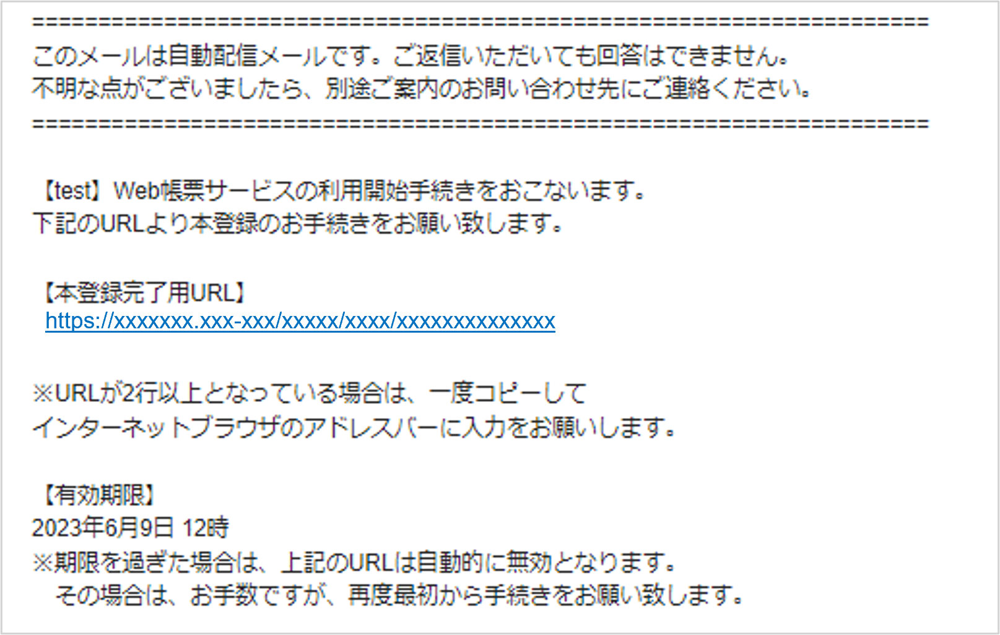 ====================================================================
このメールは自動配信メールです。ご返信いただいても回答はできません。
不明な点がございましたら、別途ご案内のお問い合わせ先にご連絡ください。
====================================================================
【test】Web帳票サービスの利用開始手続きをおこないます。
下記のURLより本登録のお手続きをお願い致します。
【本登録完了用URL】
https://xxxxxxx.xxx-xxx/xxxxx/xxxx/xxxxxxxxxxxxxx
※URLが2行以上となっている場合は、一度コピーして
インターネットブラウザのアドレスバーに入力をお願いします。
【有効期限】
2023年6月9日 12時
※期限を過ぎた場合は、上記のURLは自動的に無効となります。
その場合は、お手数ですが、再度最初から手続きをお願い致します。